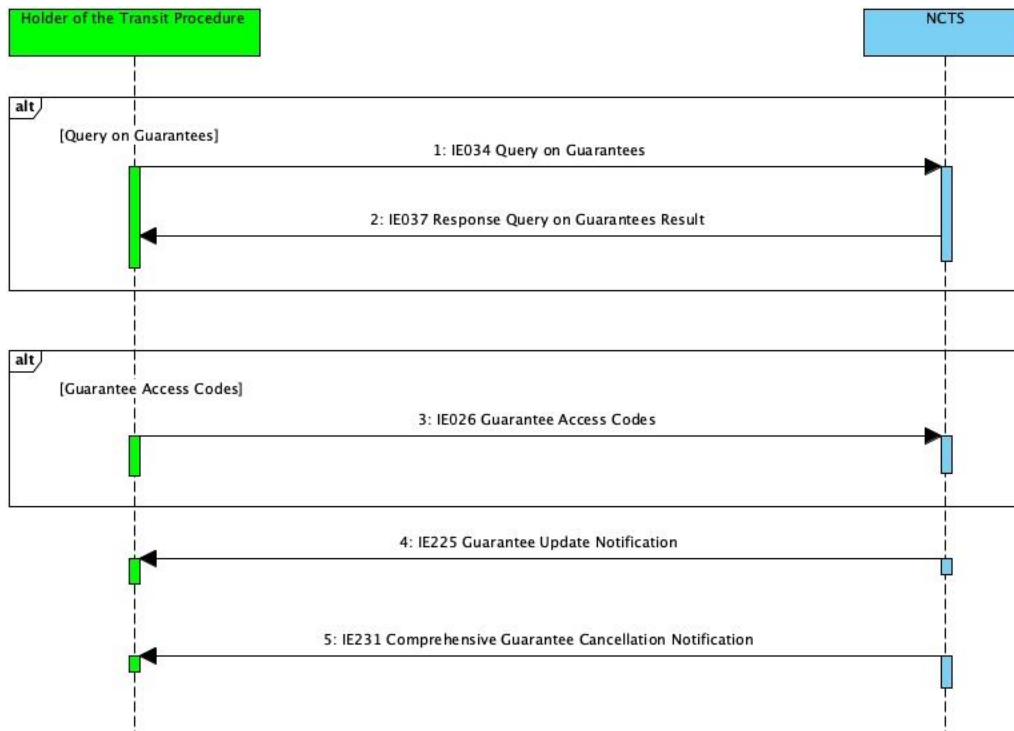 Holder of the Transit Procedure
NCTS
alt
[Query on Guarantees]
1: IE034 Query on Guarantees
2: IE037 Response Query on Guarantees Result
alt
[Guarantee Access Codes]
3: IE026 Guarantee Access Codes
4: IE225 Guarantee Update Notification
5: IE231 Comprehensive Guarantee Cancellation Notification